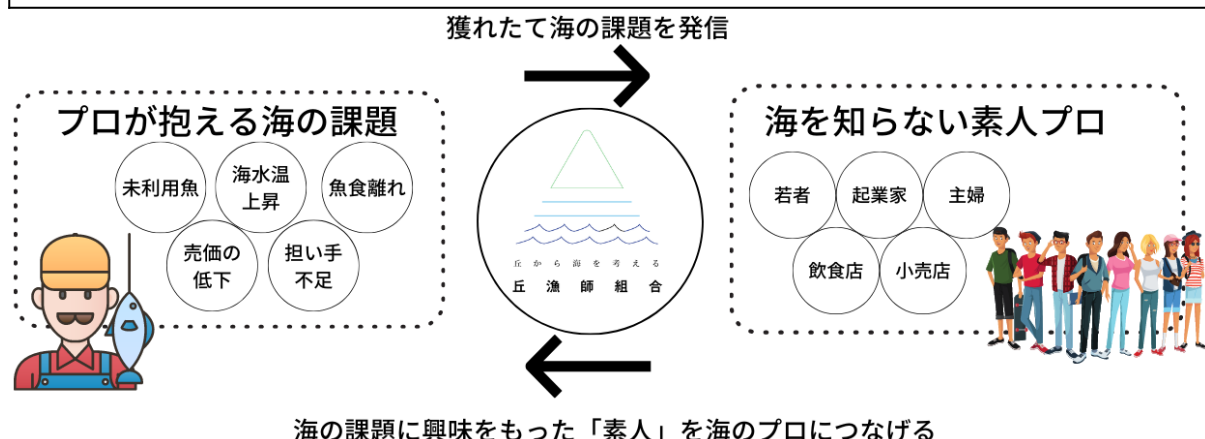 獲れたて海の課題を発信
プロが抱える海の課題
未利用魚
海水温
上昇
魚食離れ
売価の
低下
担い手
不足
丘から海を考える
丘漁師組合
海を知らない素人プロ
若者
起業家
主婦
飲食店
小売店
海の課題に興味をもった「素人」を海のプロにつなげる